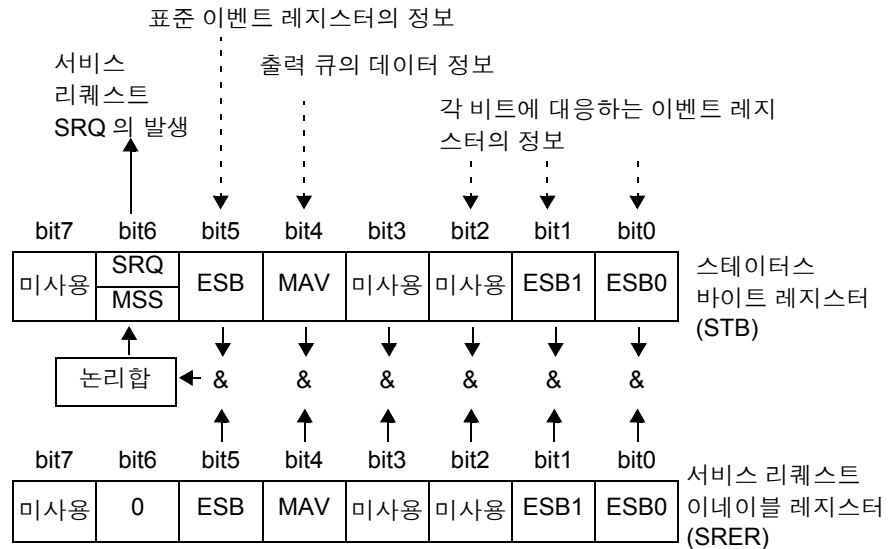 표준 이벤트 레지스터의 정보
서비스
리퀘스트
SRQ 의 발생
출력 큐의 데이터 정보
각 비트에 대응하는 이벤트 레지
스터의 정보
bit7 bit6 bit5 bit4 bit3 bit2 bit1 bit0
미사용 SRQ MSS ESB MAV 미사용 미사용 ESB1 ESB0
스테이터스
바이트 레지스터
(STB)
논리합 & & & & & &
bit7 bit6 bit5 bit4 bit3 bit2 bit1 bit0
미사용 0 ESB MAV 미사용 미사용 ESB1 ESB0
서비스 리퀘스트
이네이블 레지스터
(SRER)